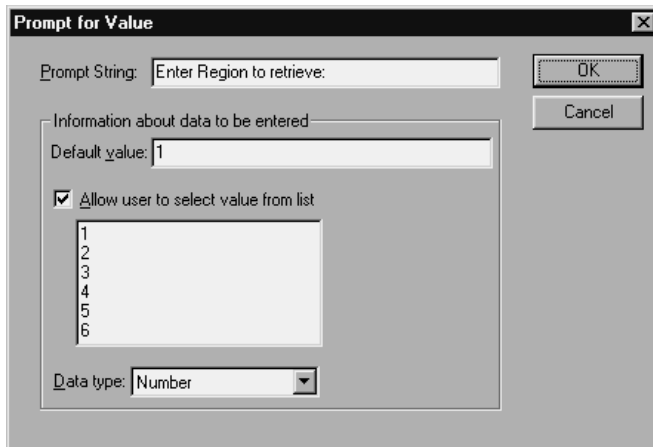 Prompt for Value
Prompt String: Enter Region to retrieve:
OK
Cancel
Information about data to be entered
Default value: 1
Allow user to select value from list
1
2
3
4
5
6
Data type: Number